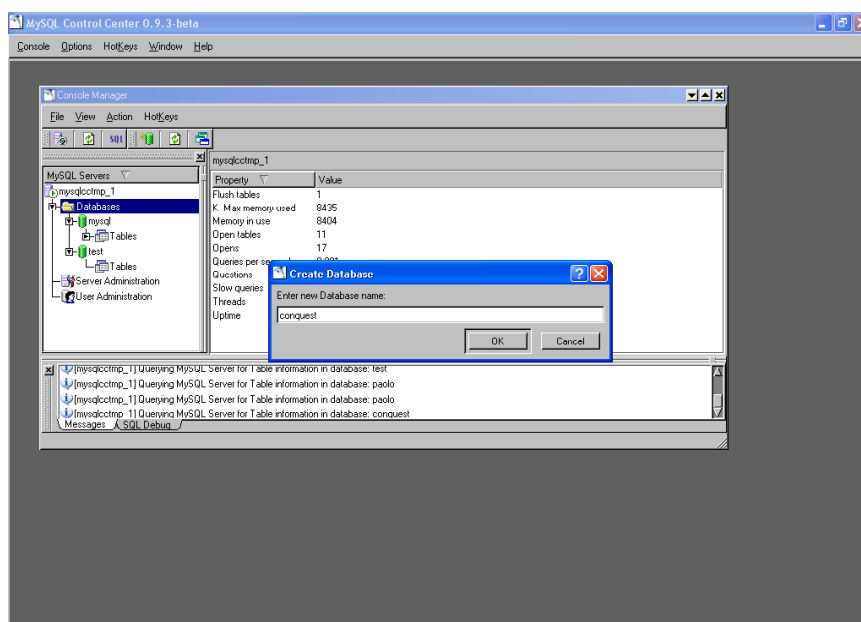 MySQL Control Center 0.9.3-beta
Console Options HotKeys Window Help
Console Manager
File View Action HotKeys
SQL
mysqlcctmp_1
MySQL Servers
Property Value
mysqlcctmp_1
Databases
mysql
Tables
test
Tables
Server Administration
User Administration
Flush tables 1
K. Max memory used 8435
Memory in use 8404
Open tables 11
Opens 17
Queries per
Questions
Slow queries
Threads
Uptime
Create Database
Enter new Database name:
conquest
OK Cancel
[mysqlcctmp_1] Querying MySQL Server for Table information in database: test
[mysqlcctmp_1] Querying MySQL Server for Table information in database: paolo
[mysqlcctmp_1] Querying MySQL Server for Table information in database: paolo
[mysqlcctmp_1] Querying MySQL Server for Table information in database: conquest
Messages SQL Debug